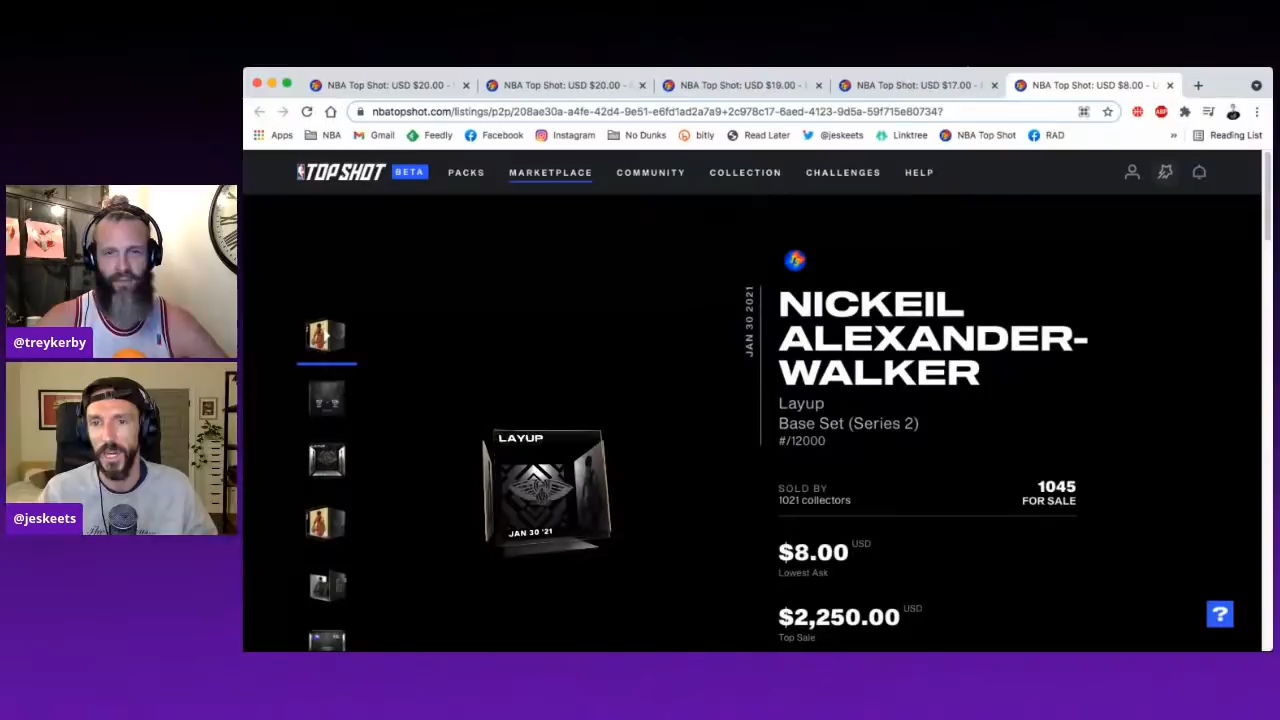 NBA Top Shot: USD $20.00 -
NBA Top Shot: USD $20.00 -
NBA Top Shot: USD $19.00 -
NBA Top Shot: USD $17.00 -
NBA Top Shot: USD $8.00 -
nbatopshot.com/listings/p2p/208ae30a-a4fe-42d4-9e51-e6fd1ad2a7a9+2c978c17-6aed-4123-9d5a-59f715e80734?
Apps NBA Gmail Feedly Facebook Instagram No Dunks bitly Read Later @jeskeets Linktree NBA Top Shot RAD » Reading List
TOP SHOT BETA PACKS MARKETPLACE COMMUNITY COLLECTION CHALLENGES HELP
JAN 30 2021
NICKEIL
ALEXANDER-
WALKER
Layup
Base Set (Series 2)
#/12000
SOLD BY
1021 collectors
1045
FOR SALE
$8.00 USD
Lowest Ask
$2,250.00 USD
Top Sale
LAYUP
JAN 30 '21
@treykerby
@jeskeets
?